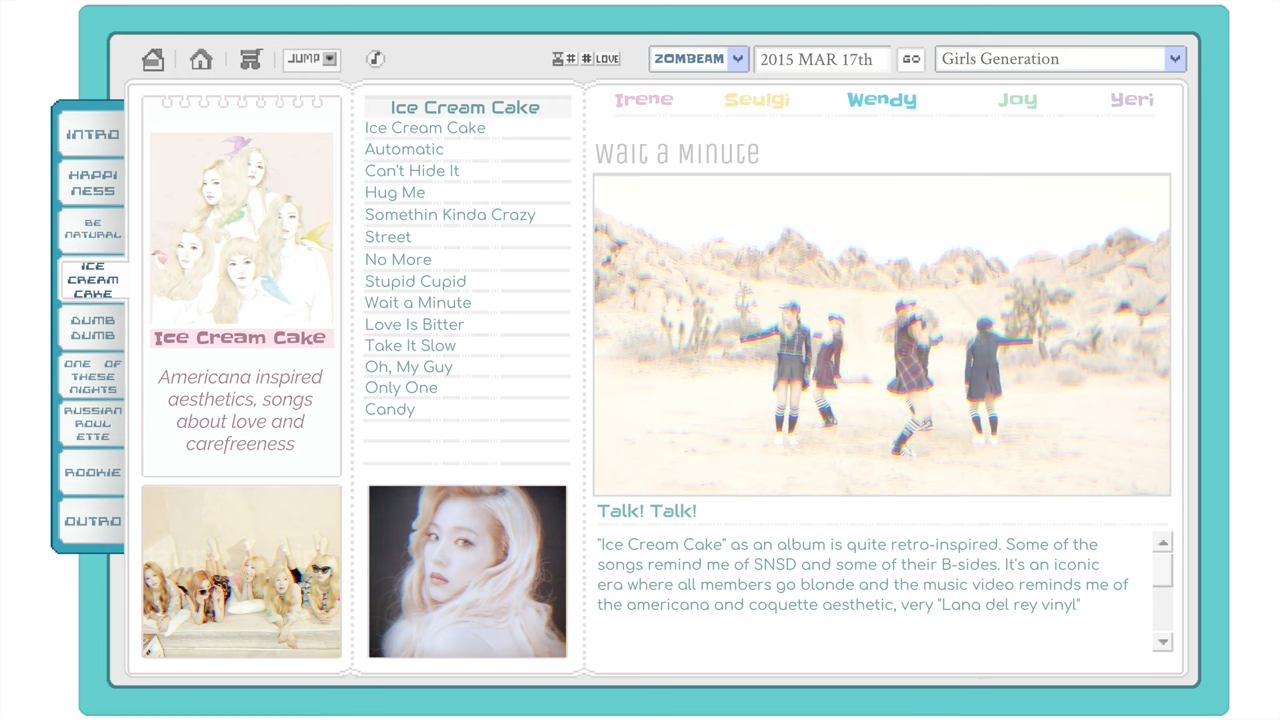 JUMP
# # LOVE
ZOMBEAM
2015 MAR 17th
GO
Girls Generation
INTRO
HAPPI
NESS
BE
NATURAL
ICE
CREAM
CAKE
DUMB
DUMB
ONE OF
THESE
NIGHTS
RUSSIAN
ROUL
ETTE
ROOKIE
OUTRO
Ice Cream Cake
Americana inspired
aesthetics, songs
about love and
carefreeness
Ice Cream Cake
Ice Cream Cake
Automatic
Can't Hide It
Hug Me
Somethin Kinda Crazy
Street
No More
Stupid Cupid
Wait a Minute
Love Is Bitter
Take It Slow
Oh, My Guy
Only One
Candy
Irene Seulgi Wendy Joy Yeri
Wait a Minute
Talk! Talk!
"Ice Cream Cake" as an album is quite retro-inspired. Some of the
songs remind me of SNSD and some of their B-sides. It's an iconic
era where all members go blonde and the music video reminds me of
the americana and coquette aesthetic, very "Lana del rey vinyl"